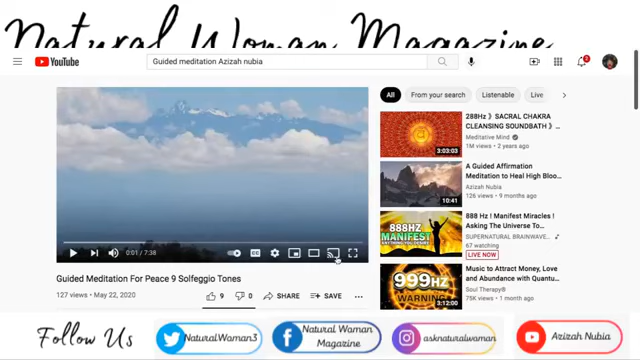 Natural Woman Magazine
YouTube
Guided meditation Azizah nubia
All
From your search
Listenable
Live
288Hz 》 SACRAL CHAKRA
CLEANSING SOUNDBATH 》...
Meditative Mind
1M views • 2 years ago
3:03:03
A Guided Affirmation
Meditation to Heal High Bloo...
Azizah Nubia
126 views • 9 months ago
10:41
888 Hz ! Manifest Miracles !
Asking The Universe To...
SUPERNATURAL BRAINWAVE
67 watching
LIVE NOW
888HZ
MANIFEST
Music to Attract Money, Love
and Abundance with Quantu...
Soul Therapy®
75K views • 1 month ago
999HZ
WARNING
3:12:00
0:01 / 7:38
CC
Guided Meditation For Peace 9 Solfeggio Tones
127 views • May 22, 2020
9
0
SHARE
SAVE
Follow Us
NaturalWoman3
Natural Woman
Magazine
asknaturalwoman
Azizah Nubia